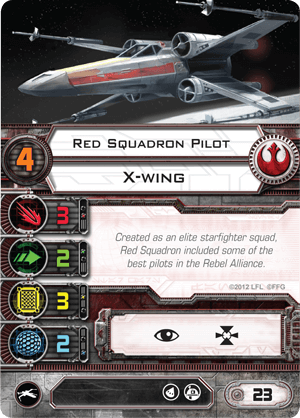 Red Squadron Pilot
4
X-wing
3
Created as an elite starfighter squad,
Red Squadron included some of the
best pilots in the Rebel Alliance.
2
©2012 LFL ©FFG
3
2
23